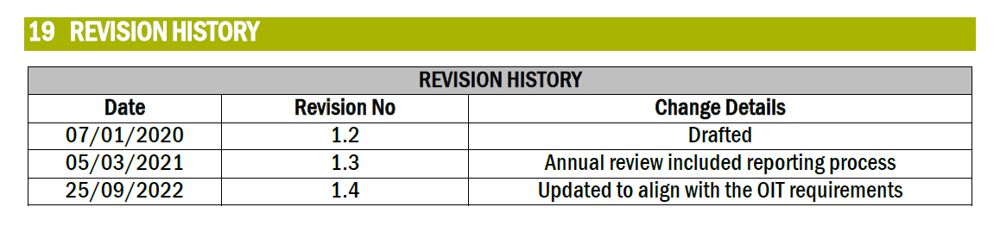 19 REVISION HISTORY
REVISION HISTORY
Date Revision No Change Details
07/01/2020 1.2 Drafted
05/03/2021 1.3 Annual review included reporting process
25/09/2022 1.4 Updated to align with the OIT requirements